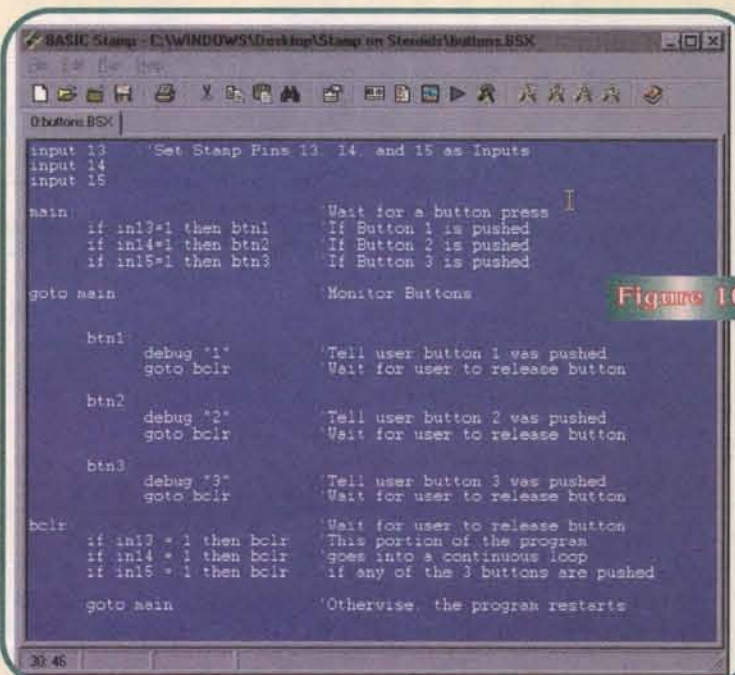 BASIC Stamp - C:\WINDOWS\Desktop\Stamp on Steroids\buttons.BSX
Help
0:buttons.BSX
input 13 'Set Stamp Pins 13, 14, and 15 as Inputs
input 14
input 15
main: 'Wait for a button press
if in13=1 then btn1 'If Button 1 is pushed
if in14=1 then btn2 'If Button 2 is pushed
if in15=1 then btn3 'If Button 3 is pushed
goto main 'Monitor Buttons
Figure 10
btn1
debug "1" 'Tell user button 1 was pushed
goto bclr 'Wait for user to release button
btn2
debug "2" 'Tell user button 2 was pushed
goto bclr 'Wait for user to release button
btn3
debug "3" 'Tell user button 3 was pushed
goto bclr 'Wait for user to release button
bclr 'Wait for user to release button
if in13 = 1 then bclr 'This portion of the program
if in14 = 1 then bclr 'goes into a continuous loop
if in15 = 1 then bclr 'if any of the 3 buttons are pushed
goto main 'Otherwise, the program restarts
30:46